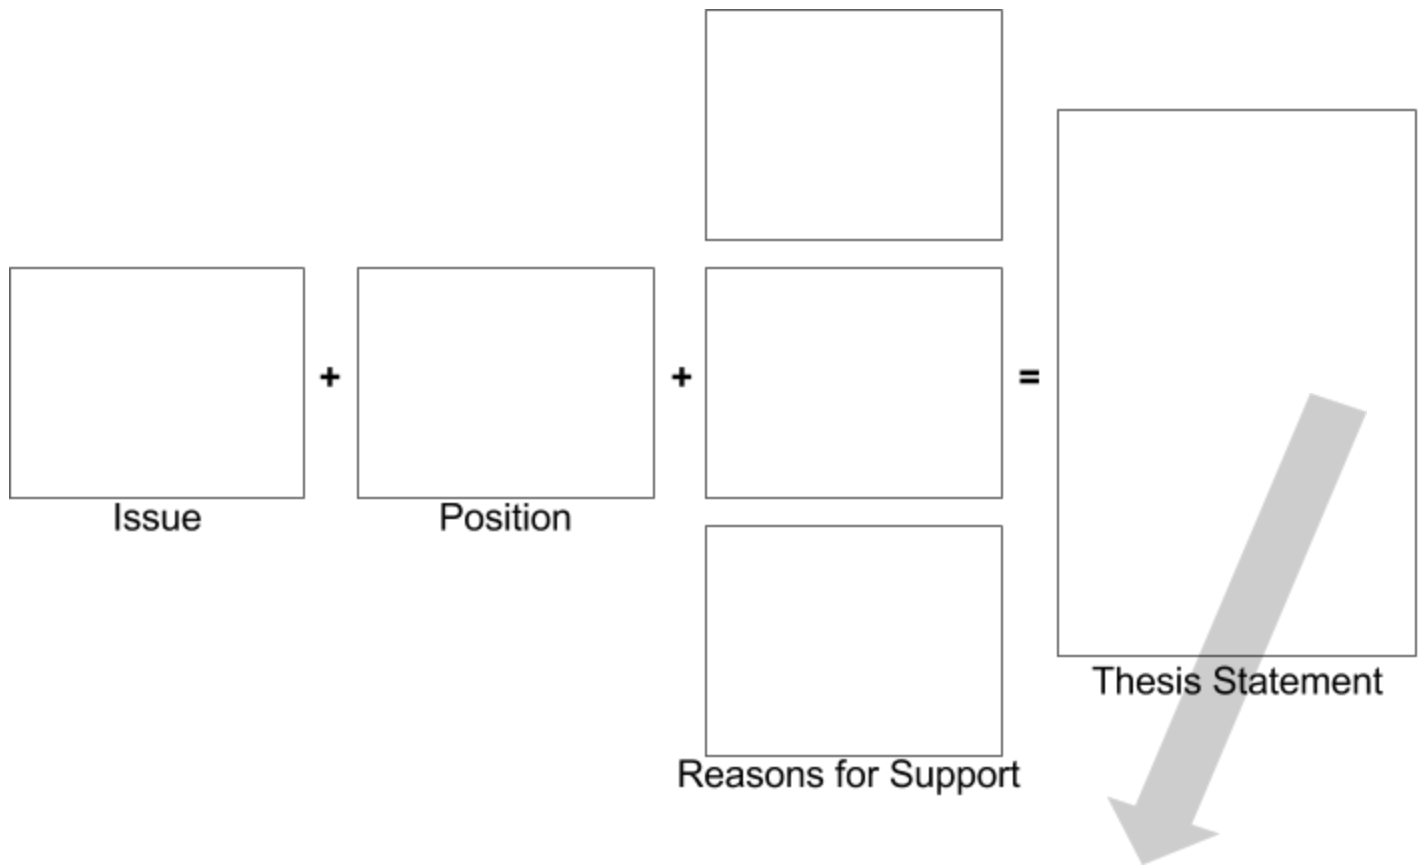 +
+
=
Issue
Position
Thesis Statement
Reasons for Support